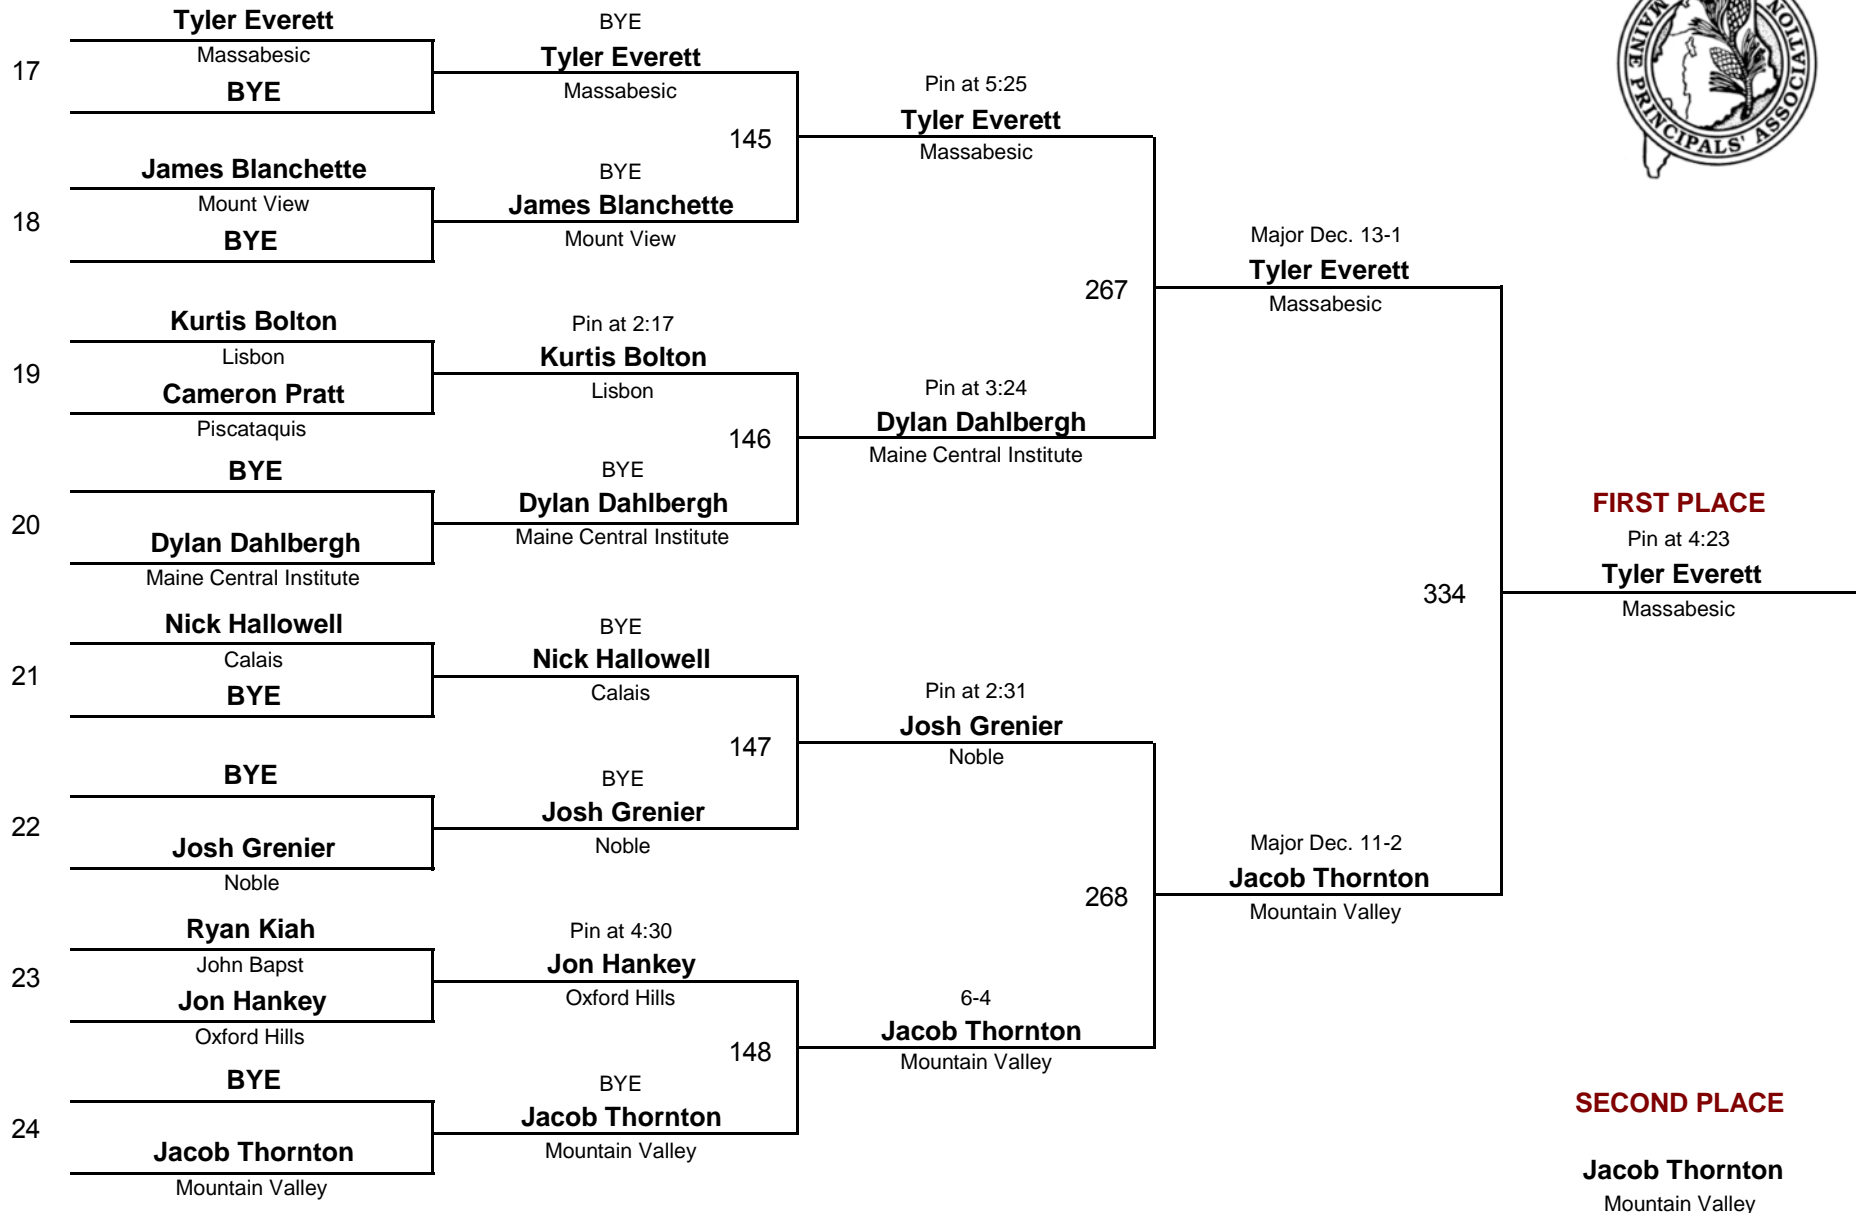 Tyler Everett
17
Massabesic
BYE
James Blanchette
18
Mount View
BYE
Kurtis Bolton
19
Lisbon
Cameron Pratt
Piscataquis
BYE
20
Dylan Dahlbergh
Maine Central Institute
Nick Hallowell
21
Calais
BYE
BYE
22
Josh Grenier
Noble
Ryan Kiah
23
John Bapst
Jon Hankey
Oxford Hills
BYE
24
Jacob Thornton
Mountain Valley
BYE
Tyler Everett
Massabesic
145
BYE
James Blanchette
Mount View
Pin at 2:17
Kurtis Bolton
Lisbon
146
BYE
Dylan Dahlbergh
Maine Central Institute
BYE
Nick Hallowell
Calais
147
BYE
Josh Grenier
Noble
Pin at 4:30
Jon Hankey
Oxford Hills
148
BYE
Jacob Thornton
Mountain Valley
Pin at 5:25
Tyler Everett
Massabesic
267
Pin at 3:24
Dylan Dahlbergh
Maine Central Institute
Pin at 2:31
Josh Grenier
Noble
268
6-4
Jacob Thornton
Mountain Valley
Major Dec. 13-1
Tyler Everett
Massabesic
334
Major Dec. 11-2
Jacob Thornton
Mountain Valley
MAINE PRINCIPALS' ASSOCIATION
FIRST PLACE
Pin at 4:23
Tyler Everett
Massabesic
SECOND PLACE
Jacob Thornton
Mountain Valley